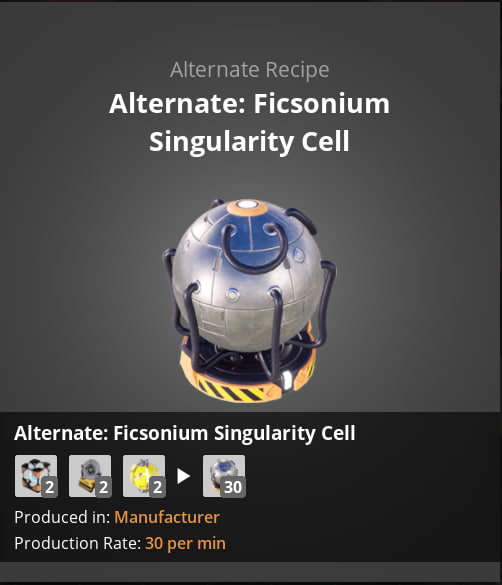 Alternate Recipe
Alternate: Ficsonium
Singularity Cell
Alternate: Ficsonium Singularity Cell
2 2 2 30
Produced in: Manufacturer
Production Rate: 30 per min